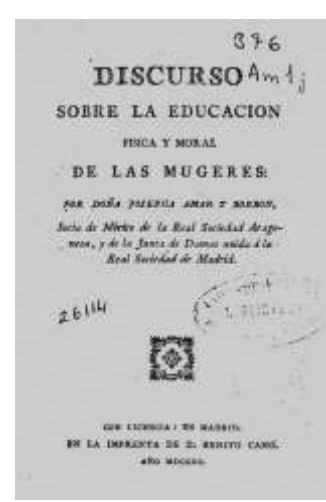 376
DISCURSO Am1j
SOBRE LA EDUCACION
FISICA Y MORAL
DE LAS MUGERES:
POR DOÑA JOSEPHA AMAR Y BORBON,
Socia de Mérito de la Real Sociedad Arago-
nesa, y de la Junta de Damas unida á la
Real Sociedad de Madrid.
26114
CON LICENCIA: EN MADRID.
EN LA IMPRENTA DE D. BENITO CANO.
AÑO